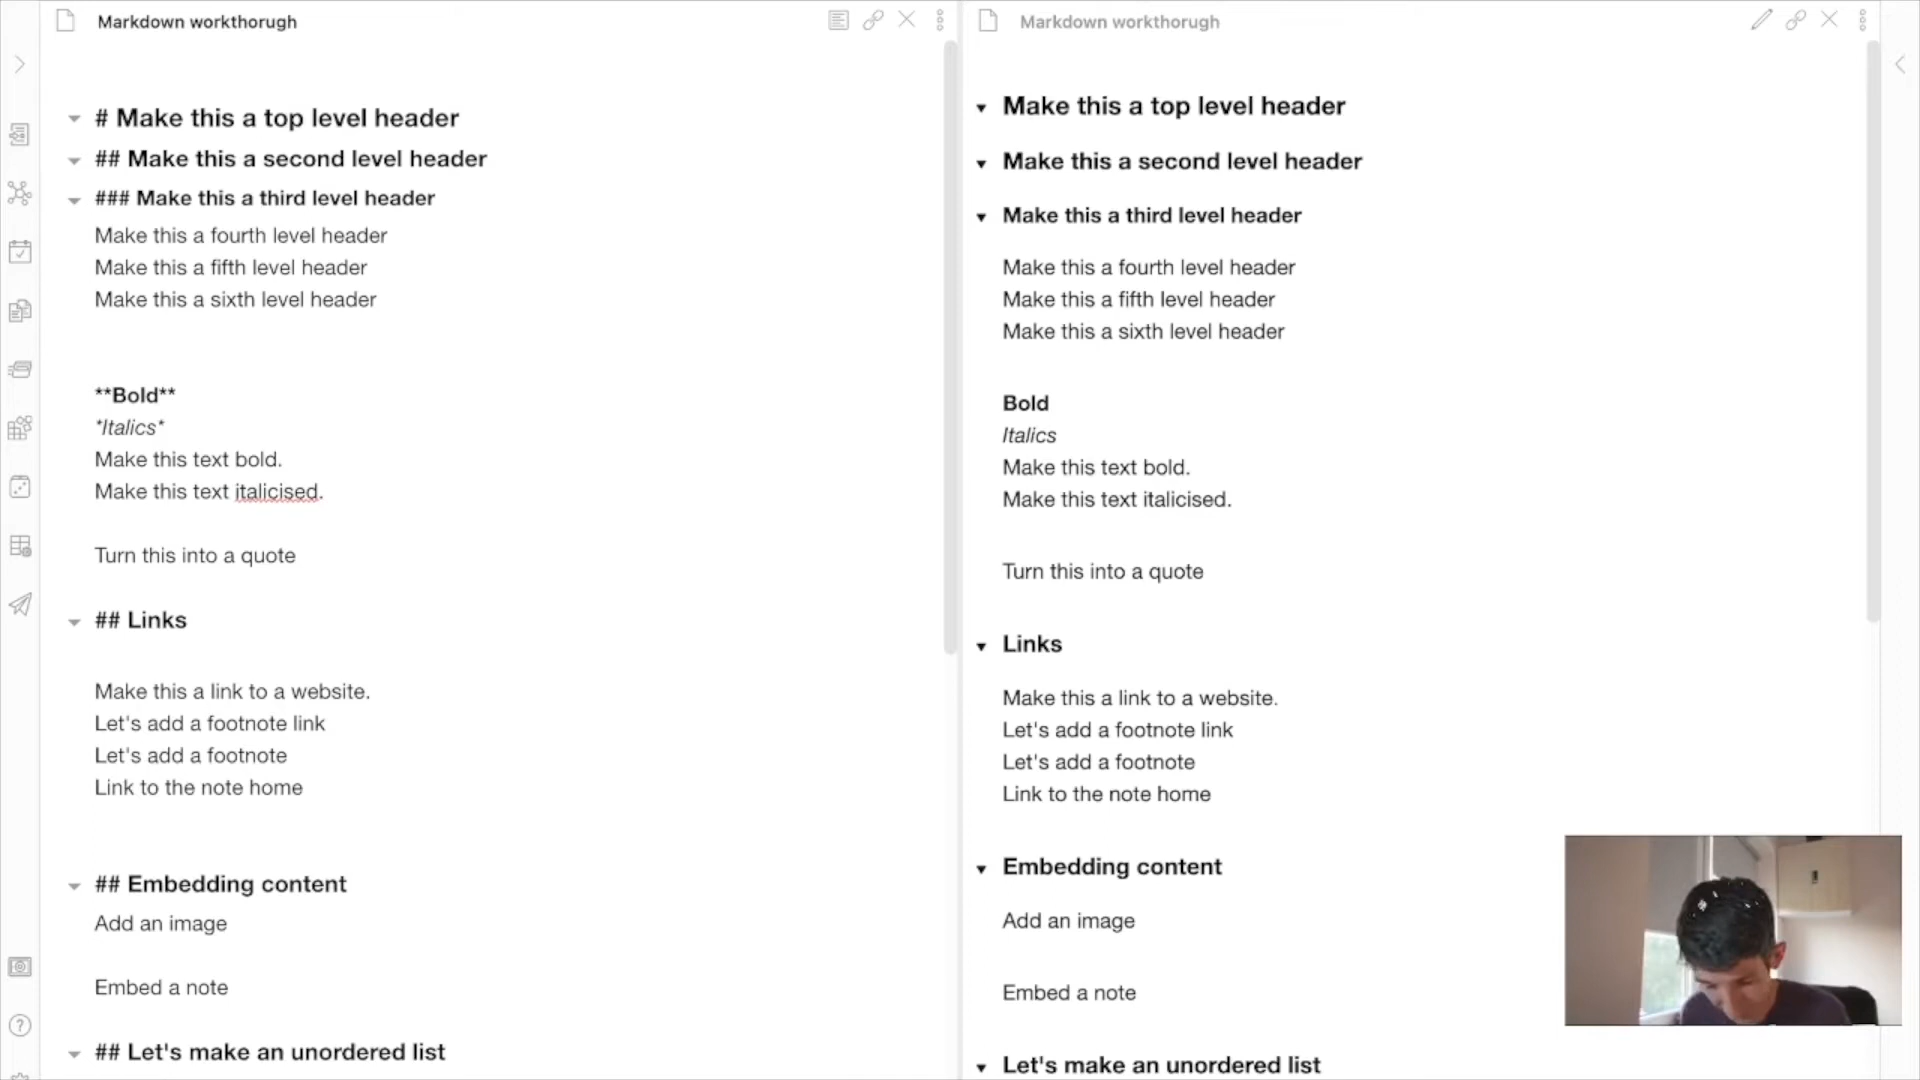 Markdown workthorugh
# Make this a top level header
## Make this a second level header
### Make this a third level header
Make this a fourth level header
Make this a fifth level header
Make this a sixth level header
**Bold**
*Italics*
Make this text bold.
Make this text italicised.
Turn this into a quote
## Links
Make this a link to a website.
Let's add a footnote link
Let's add a footnote
Link to the note home
## Embedding content
Add an image
Embed a note
## Let's make an unordered list
Markdown workthorugh
Make this a top level header
Make this a second level header
Make this a third level header
Make this a fourth level header
Make this a fifth level header
Make this a sixth level header
Bold
Italics
Make this text bold.
Make this text italicised.
Turn this into a quote
Links
Make this a link to a website.
Let's add a footnote link
Let's add a footnote
Link to the note home
Embedding content
Add an image
Embed a note
Let's make an unordered list